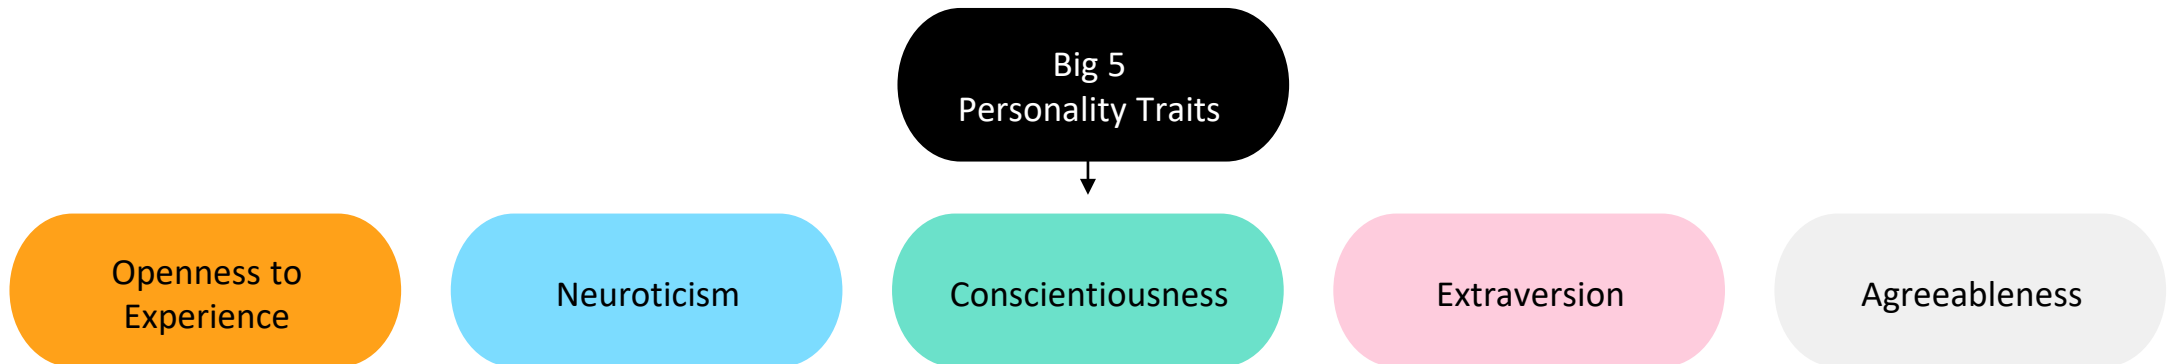 Big 5
Personality Traits
Openness to
Experience
Neuroticism
Conscientiousness
Extraversion
Agreeableness